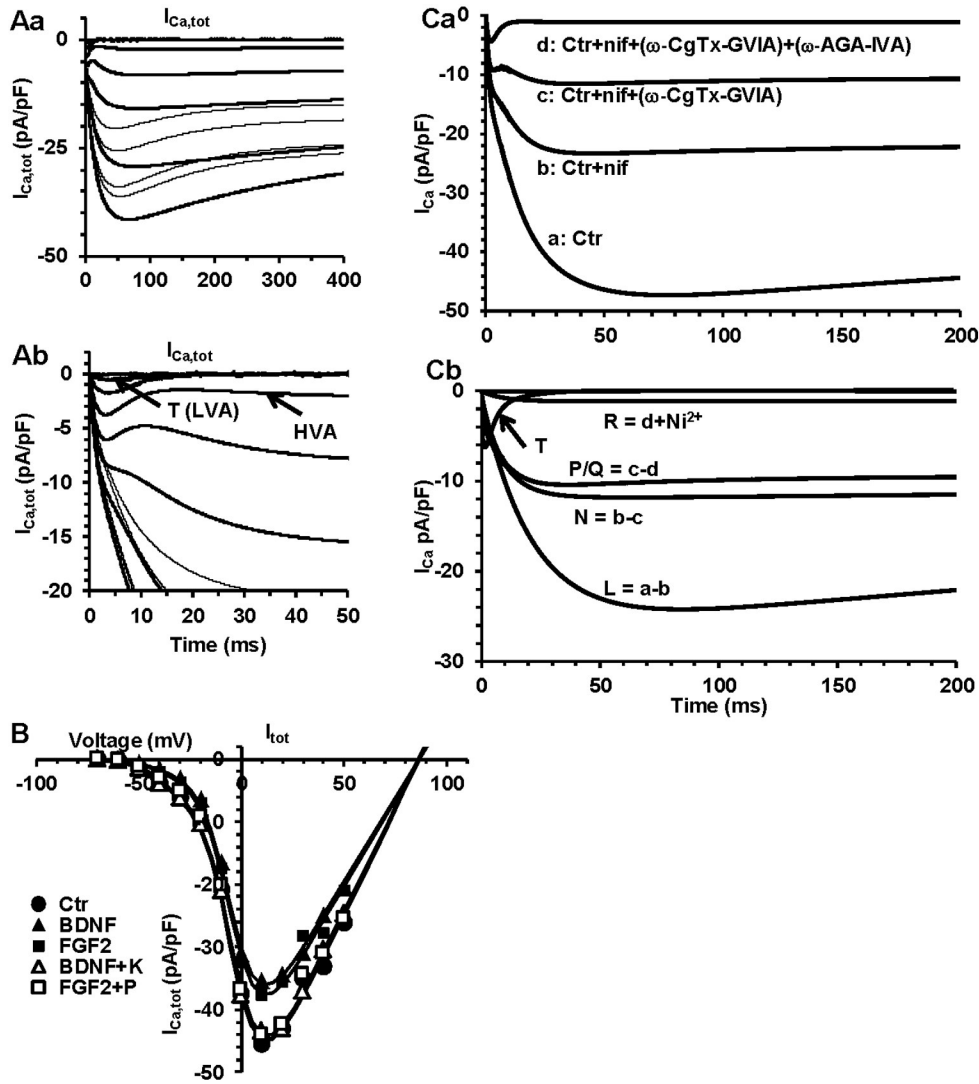 Aa
I_Ca,tot
0
-25
-50
I_Ca,tot (pA/pF)
0 100 200 300 400
Ab
I_Ca,tot
0
-5
-10
-15
-20
I_Ca,tot (pA/pF)
T (LVA)
HVA
0 10 20 30 40 50
Time (ms)
Ca
0
-10
-20
-30
-40
-50
I_Ca (pA/pF)
d: Ctr+nif+(ω-CgTx-GVIA)+(ω-AGA-IVA)
c: Ctr+nif+(ω-CgTx-GVIA)
b: Ctr+nif
a: Ctr
0 50 100 150 200
Cb
0
-10
-20
-30
I_Ca pA/pF)
R = d+Ni²⁺
T
P/Q = c-d
N = b-c
L = a-b
0 50 100 150 200
Time (ms)
B
Voltage (mV)
I_tot
-100 -50 0 50 100
0
-10
-20
-30
-40
-50
I_Ca,tot (pA/pF)
Ctr
BDNF
FGF2
BDNF+K
FGF2+P